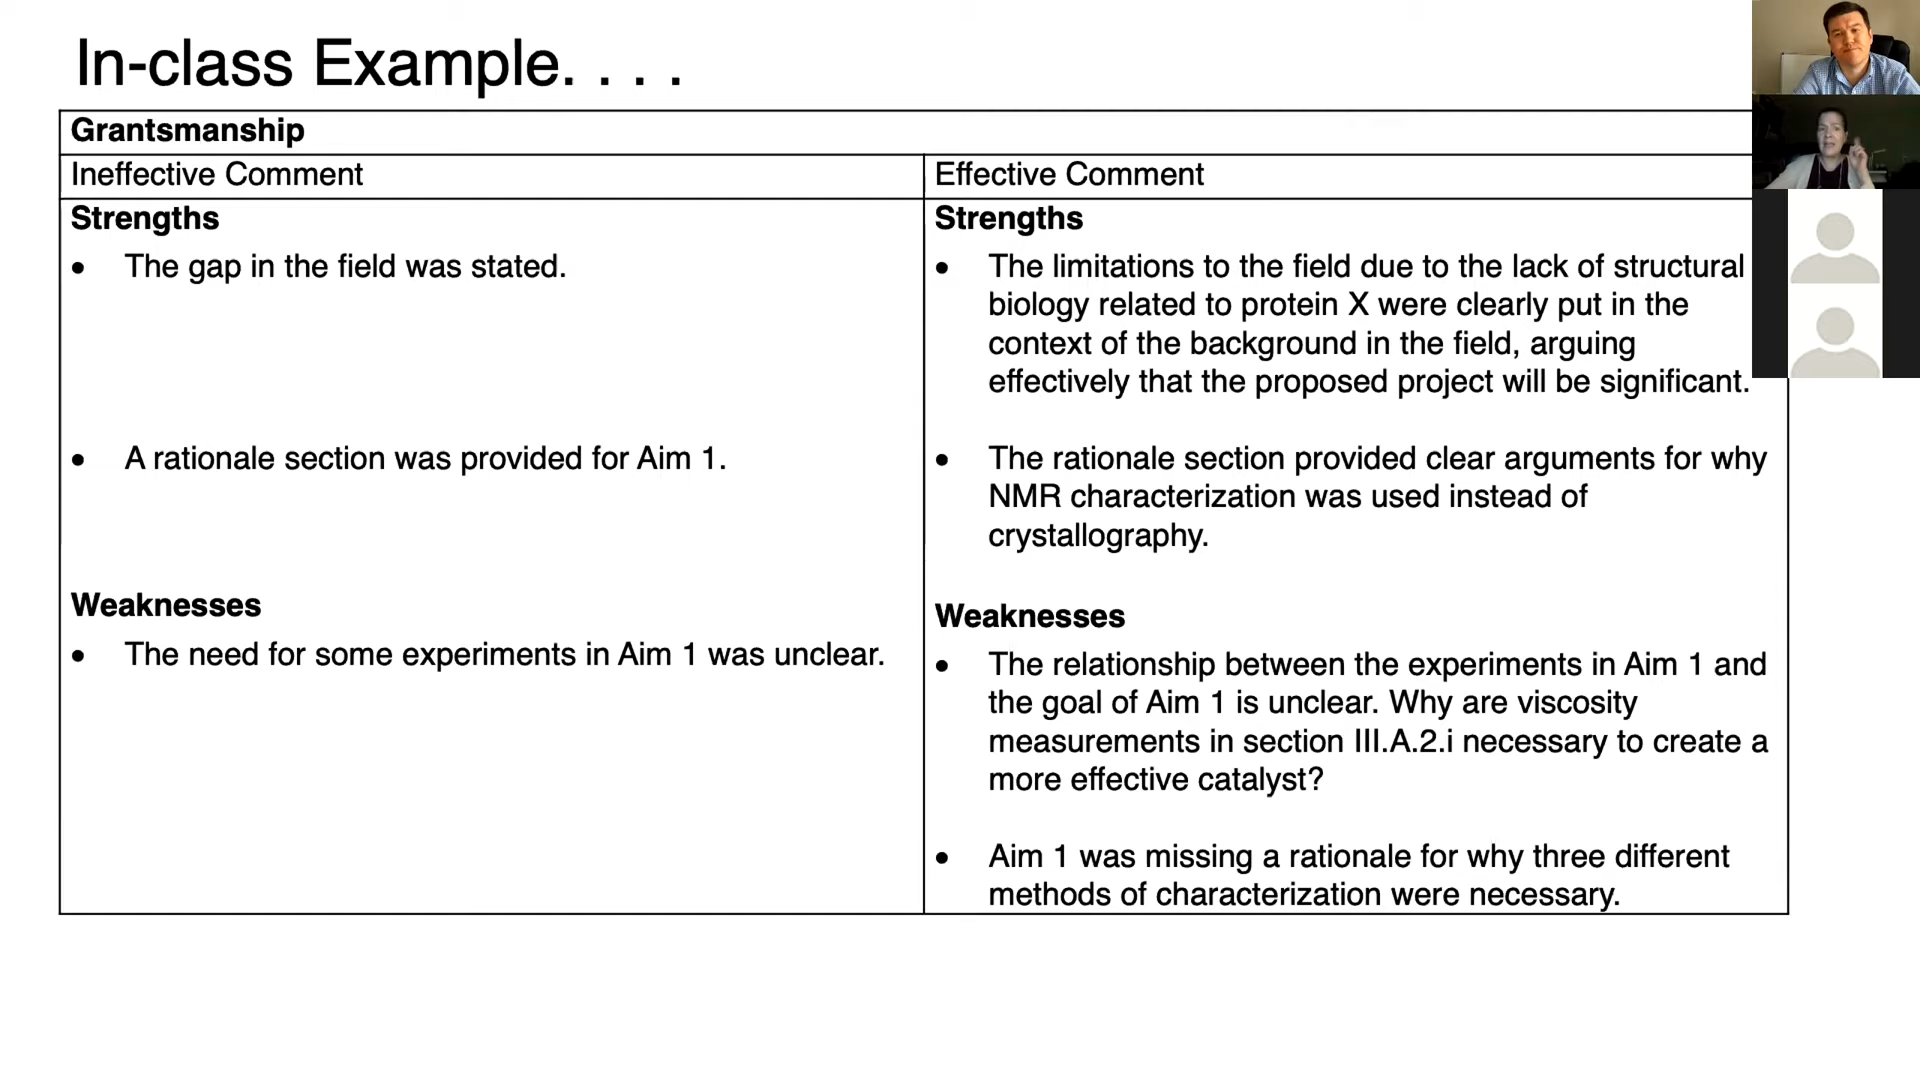 In-class Example. . . .
Grantsmanship
Ineffective Comment
Effective Comment
Strengths
• The gap in the field was stated.
• A rationale section was provided for Aim 1.
Weaknesses
• The need for some experiments in Aim 1 was unclear.
Strengths
• The limitations to the field due to the lack of structural
biology related to protein X were clearly put in the
context of the background in the field, arguing
effectively that the proposed project will be significant.
• The rationale section provided clear arguments for why
NMR characterization was used instead of
crystallography.
Weaknesses
• The relationship between the experiments in Aim 1 and
the goal of Aim 1 is unclear. Why are viscosity
measurements in section III.A.2.i necessary to create a
more effective catalyst?
• Aim 1 was missing a rationale for why three different
methods of characterization were necessary.